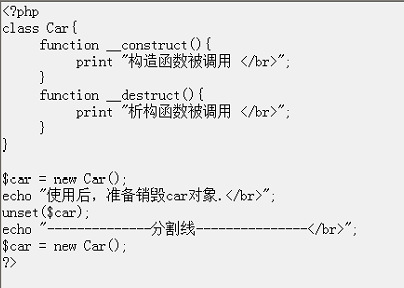 <?php
class Car{
    function __construct(){
        print "构造函数被调用 </br>";
    }
    function __destruct(){
        print "析构函数被调用 </br>";
    }
}

$car = new Car();
echo "使用后，准备销毁car对象.</br>";
unset($car);
echo "--------------分割线---------------</br>";
$car = new Car();
?>